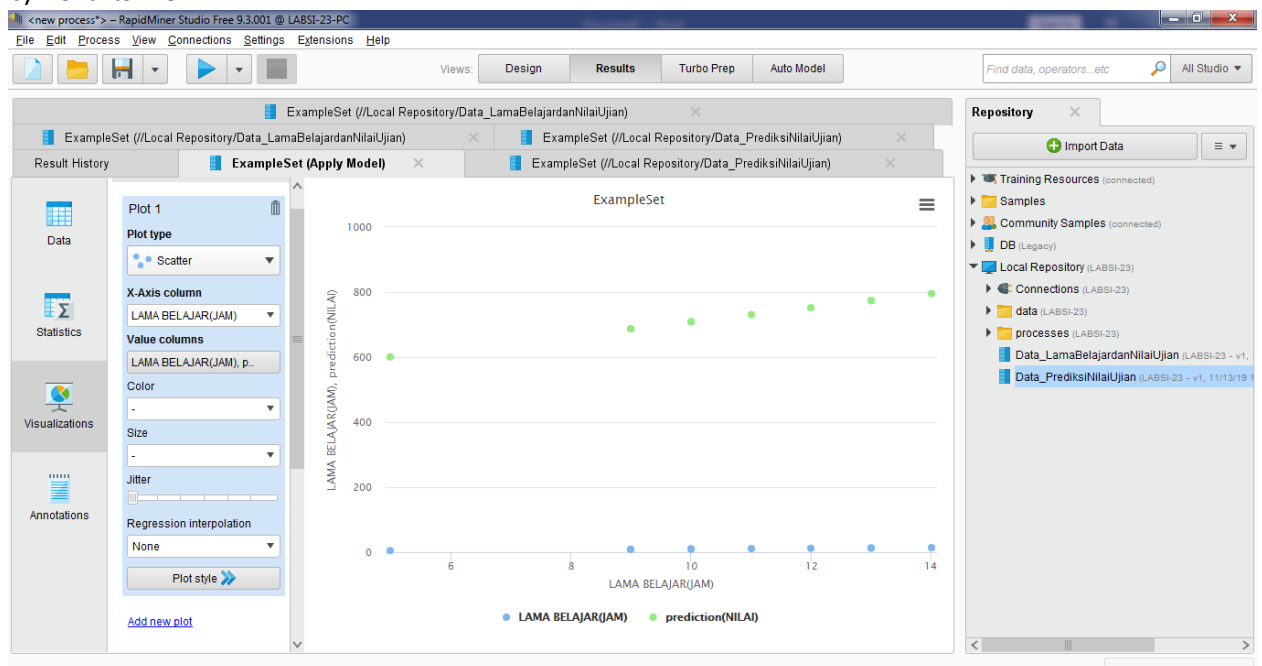 <new process*> – RapidMiner Studio Free 9.3.001 @ LABSI-23-PC
File Edit Process View Connections Settings Extensions Help
Views: Design Results Turbo Prep Auto Model
Find data, operators...etc
All Studio
ExampleSet (//Local Repository/Data_LamaBelajardanNilaiUjian)
ExampleSet (//Local Repository/Data_LamaBelajardanNilaiUjian)
ExampleSet (//Local Repository/Data_PrediksiNilaiUjian)
Result History
ExampleSet (Apply Model)
ExampleSet (//Local Repository/Data_PrediksiNilaiUjian)
Data
Statistics
Visualizations
Annotations
Plot 1
Plot type
Scatter
X-Axis column
LAMA BELAJAR(JAM)
Value columns
LAMA BELAJAR(JAM), p..
Color
-
Size
-
Jitter
Regression interpolation
None
Plot style
Add new plot
ExampleSet
LAMA BELAJAR(JAM), prediction(NILAI)
1000
800
600
400
200
0
6 8 10 12 14
LAMA BELAJAR(JAM)
LAMA BELAJAR(JAM) prediction(NILAI)
Repository
Import Data
Training Resources (connected)
Samples
Community Samples (connected)
DB (Legacy)
Local Repository (LABSI-23)
Connections (LABSI-23)
data (LABSI-23)
processes (LABSI-23)
Data_LamaBelajardanNilaiUjian (LABSI-23 - v1,
Data_PrediksiNilaiUjian (LABSI-23 - v1, 11/13/19 1